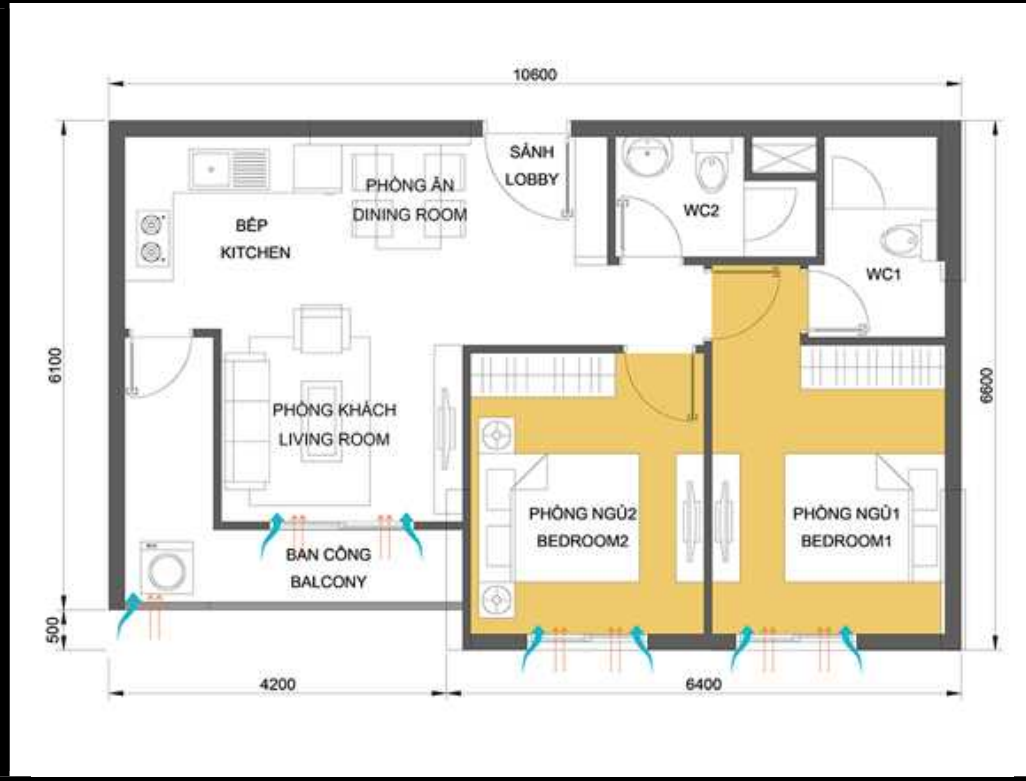 10600
SẢNH
LOBBY
PHÒNG ĂN
DINING ROOM
WC2
BẾP
KITCHEN
WC1
6100
6600
PHÒNG KHÁCH
LIVING ROOM
PHÒNG NGỦ2
BEDROOM2
PHÒNG NGỦ1
BEDROOM1
BAN CÔNG
BALCONY
500
4200
6400